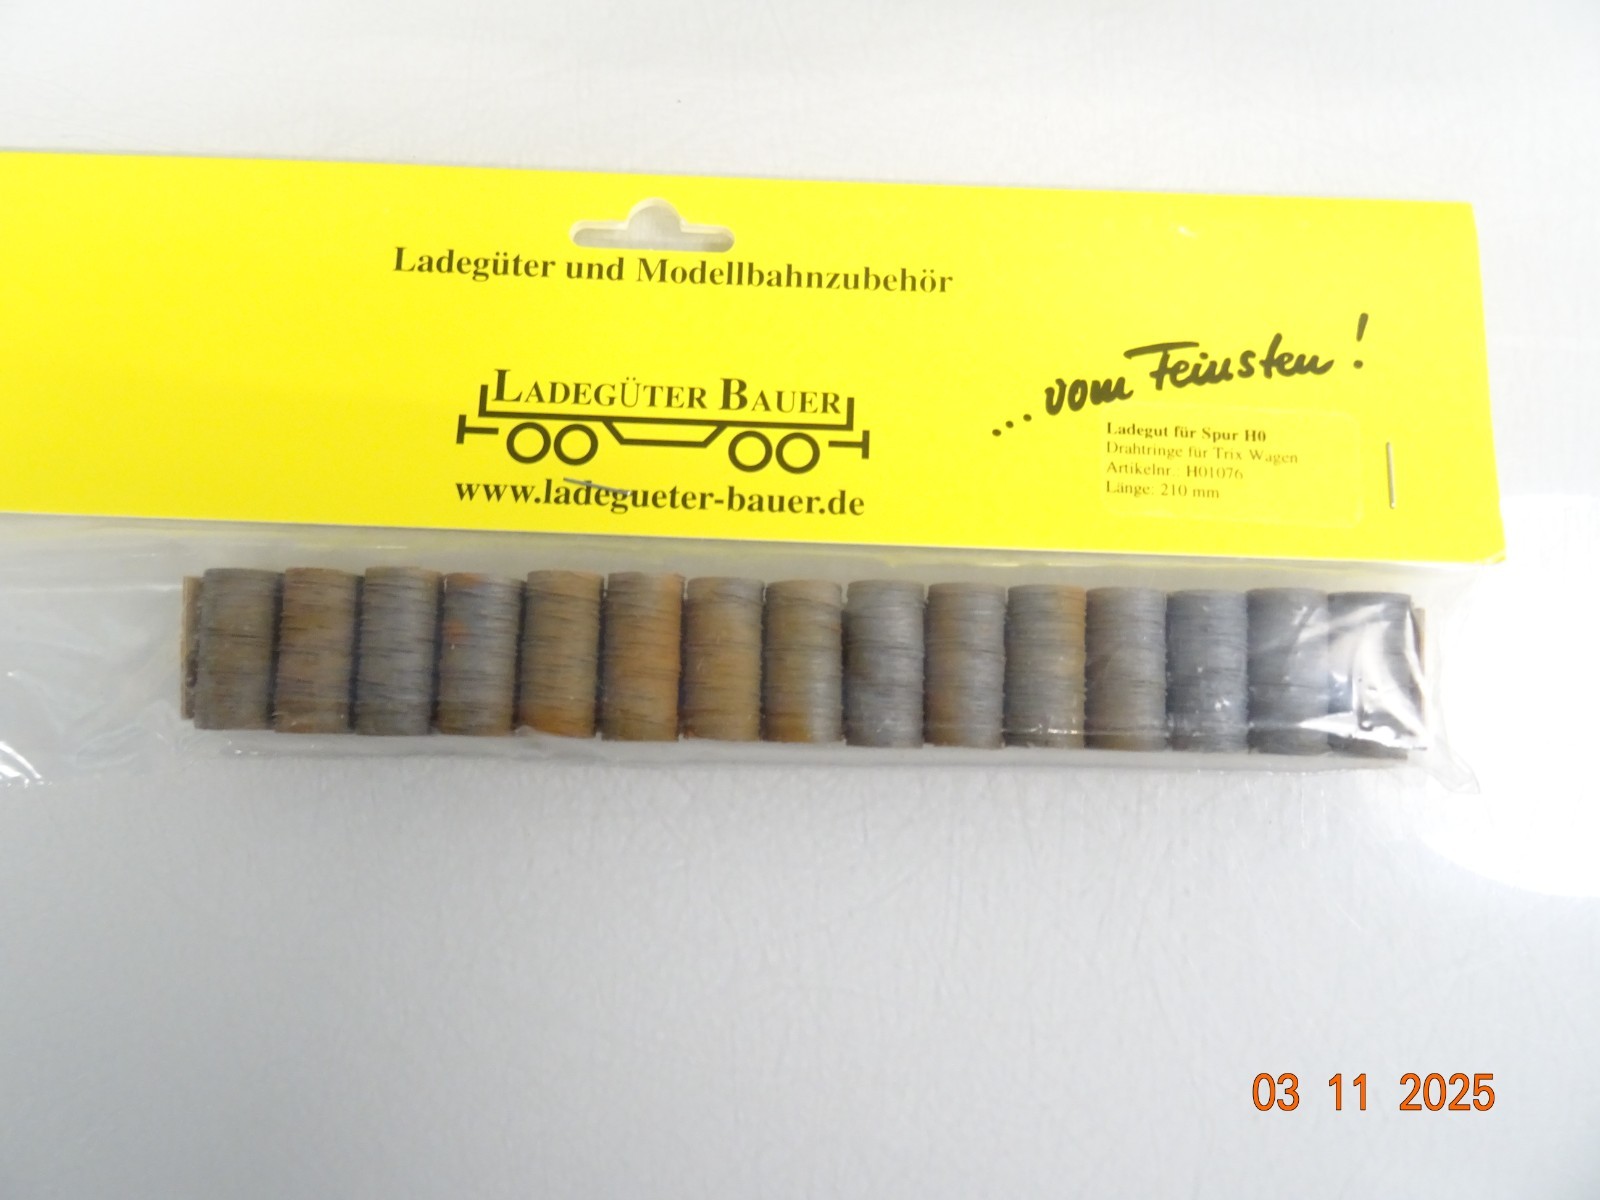 Ladegüter und Modellbahnzubehör
LADEGÜTER BAUER
www.ladegueter-bauer.de
... vom Feinsten!
Ladegut für Spur H0
Drahtringe für Trix Wagen
Artikelnr.: H01076
Länge: 210 mm
03 11 2025